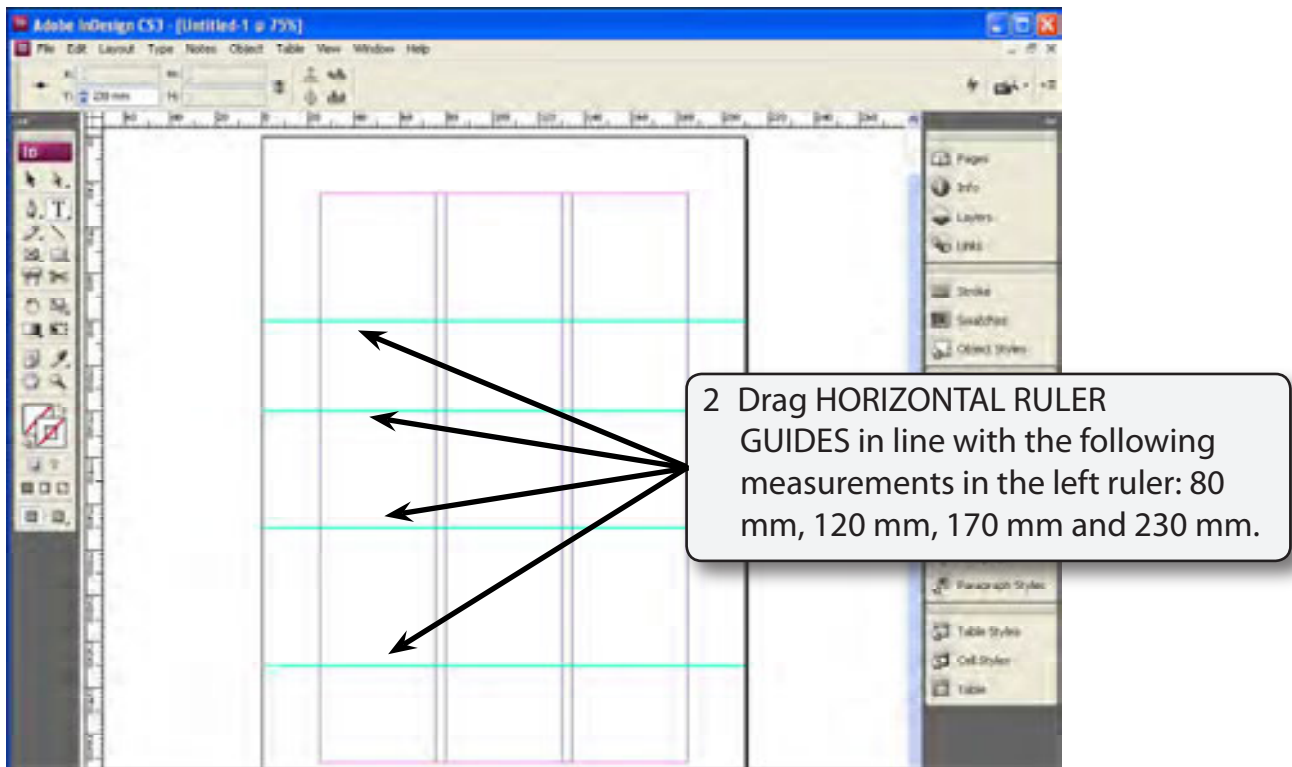 Adobe InDesign CS3 - [Untitled-1 @ 75%]
File Edit Layout Type Notes Object Table View Window Help
X: W:
Y: 230 mm H:
Pages
Info
Layers
Links
Stroke
Swatches
Object Styles
2 Drag HORIZONTAL RULER
GUIDES in line with the following
measurements in the left ruler: 80
mm, 120 mm, 170 mm and 230 mm.
Paragraph Styles
Table Styles
Cell Styles
Table